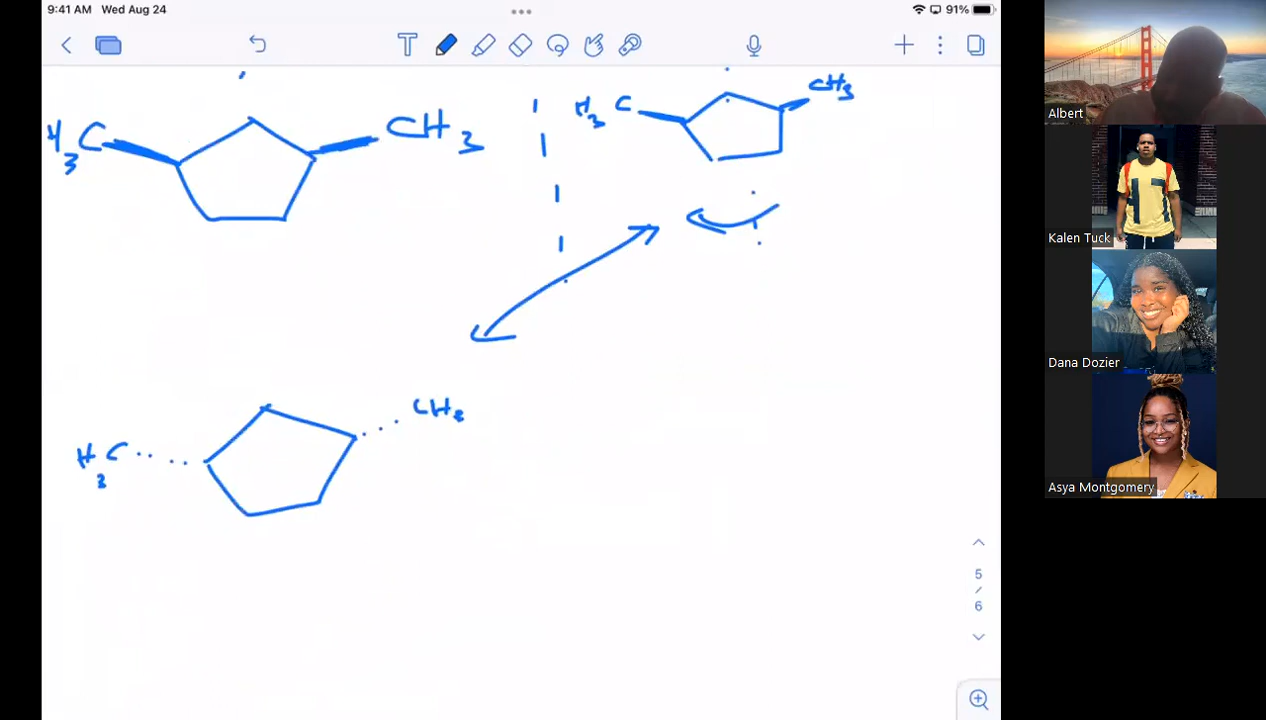 9:41 AM Wed Aug 24
91%
H3C
CH3
H3C
CH3
H3C
CH3
5
/
6
Albert
Kalen Tuck
Dana Dozier
Asya Montgomery